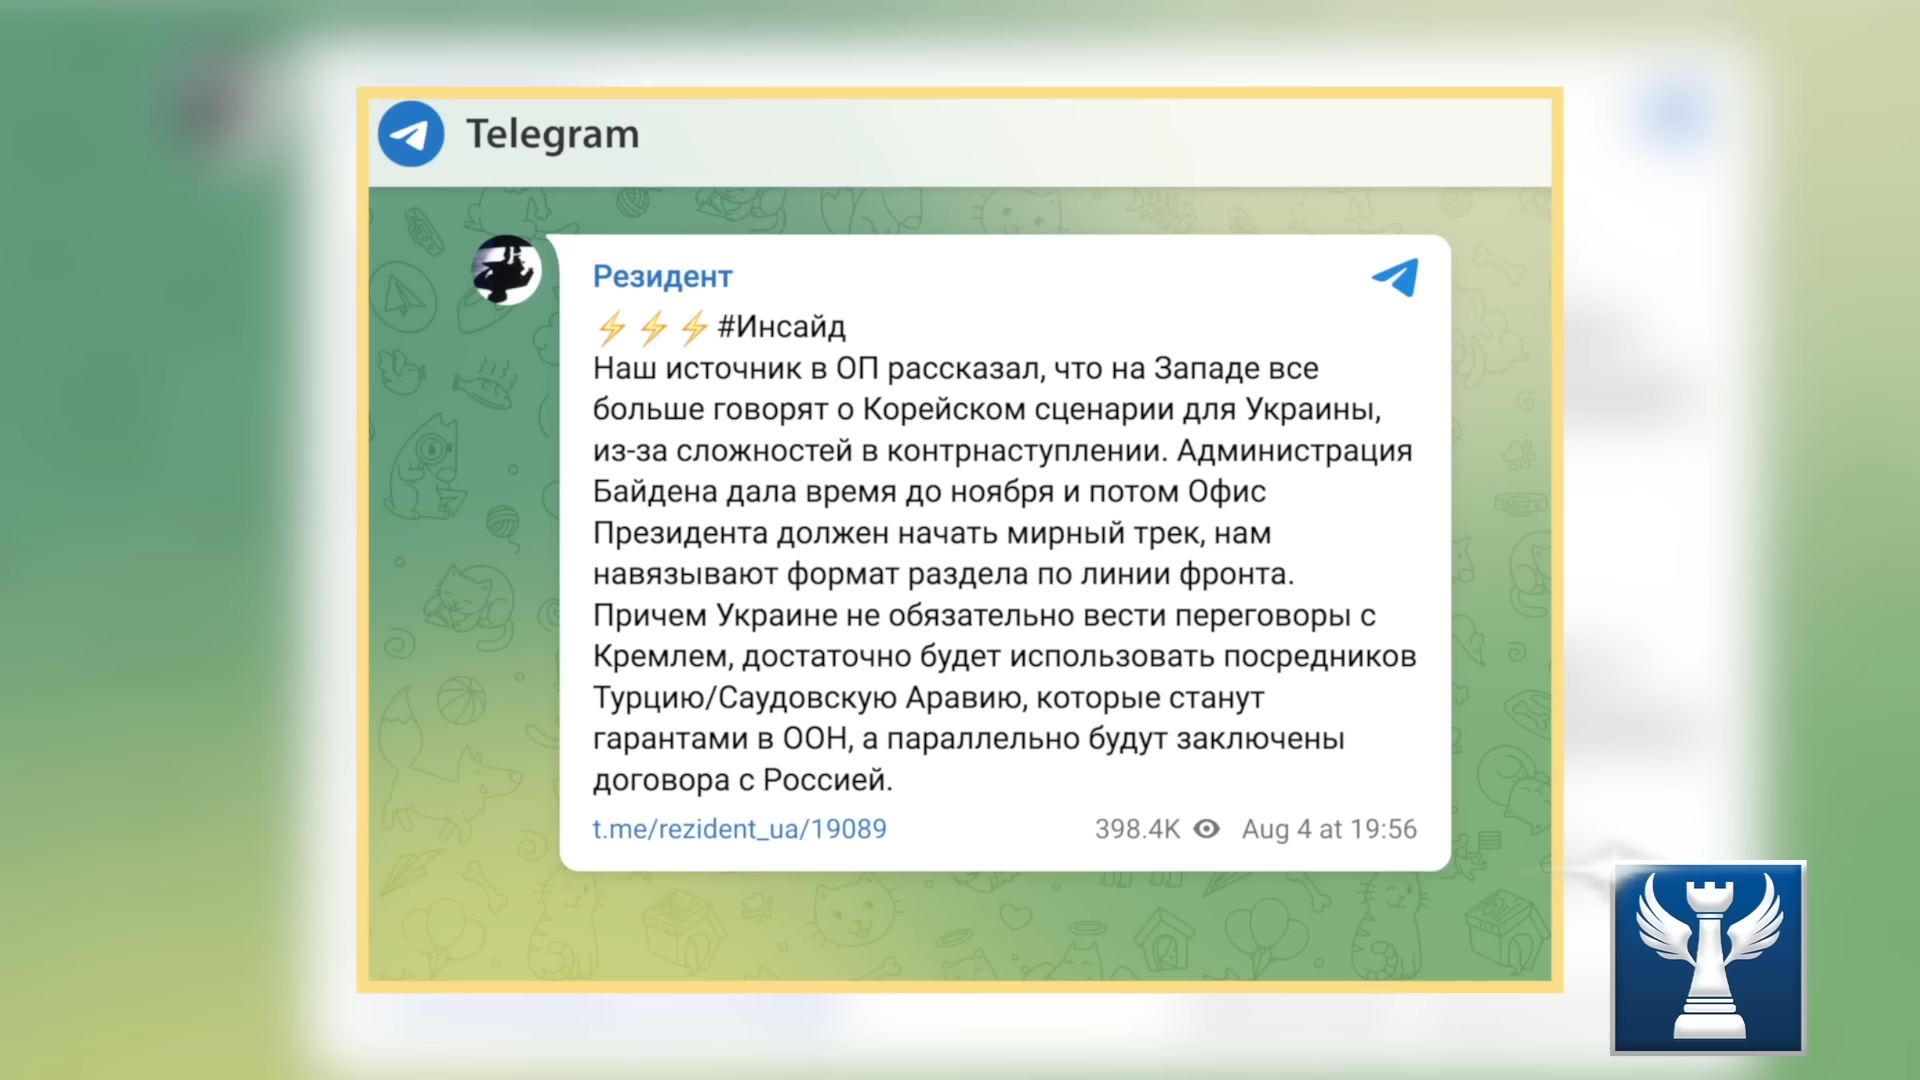 Telegram
Резидент
⚡⚡⚡#Инсайд
Наш источник в ОП рассказал, что на Западе все
больше говорят о Корейском сценарии для Украины,
из-за сложностей в контрнаступлении. Администрация
Байдена дала время до ноября и потом Офис
Президента должен начать мирный трек, нам
навязывают формат раздела по линии фронта.
Причем Украине не обязательно вести переговоры с
Кремлем, достаточно будет использовать посредников
Турцию/Саудовскую Аравию, которые станут
гарантами в ООН, а параллельно будут заключены
договора с Россией.
t.me/rezident_ua/19089 398.4K Aug 4 at 19:56